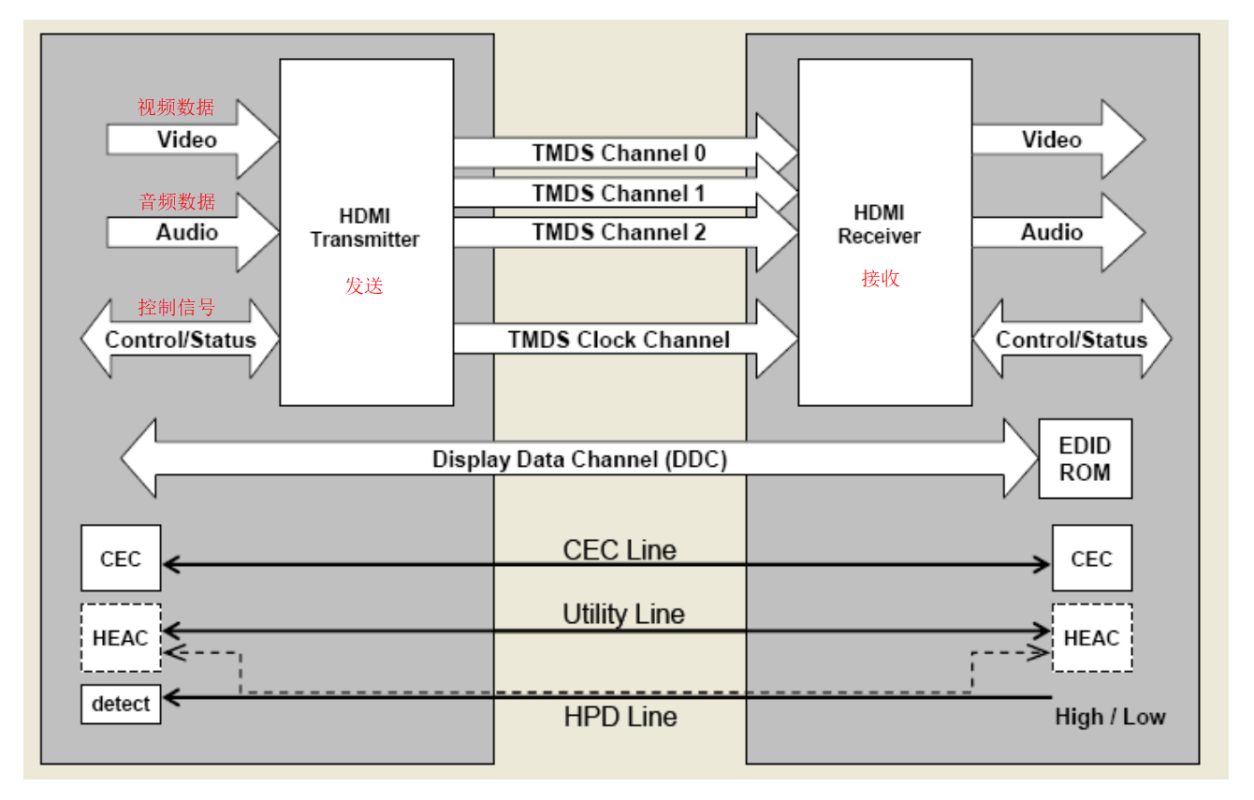 视频数据
Video
音频数据
Audio
控制信号
Control/Status
HDMI
Transmitter
发送
TMDS Channel 0
TMDS Channel 1
TMDS Channel 2
TMDS Clock Channel
HDMI
Receiver
接收
Video
Audio
Control/Status
Display Data Channel (DDC)
EDID
ROM
CEC
CEC Line
CEC
HEAC
Utility Line
HEAC
detect
HPD Line
High / Low